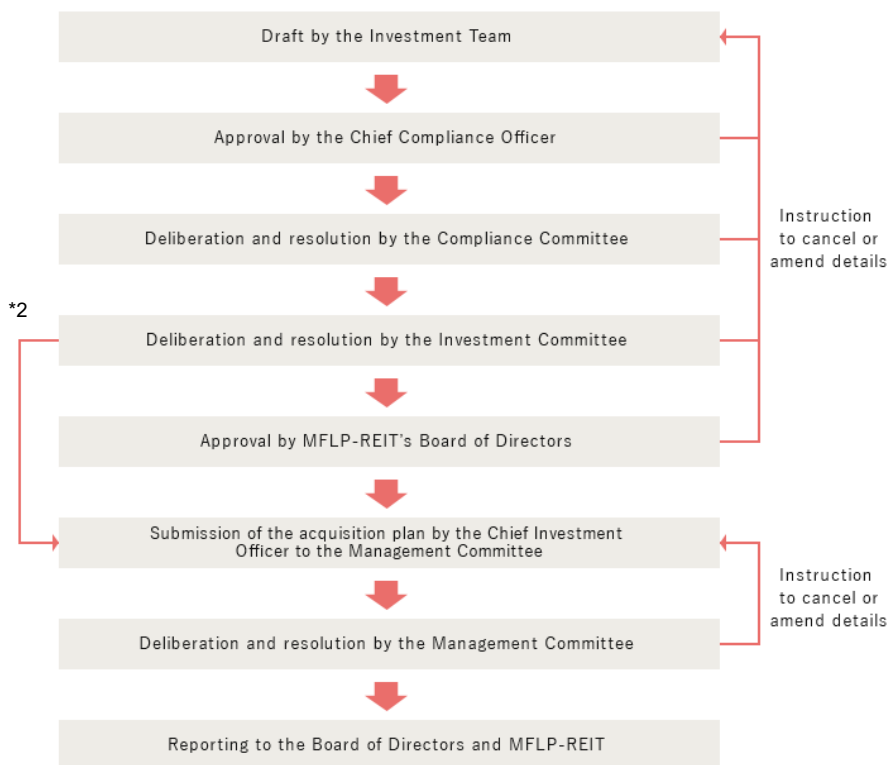 Draft by the Investment Team
Approval by the Chief Compliance Officer
Instruction
to cancel or
amend details
Deliberation and resolution by the Compliance Committee
*2
Deliberation and resolution by the Investment Committee
Approval by MFLP-REIT's Board of Directors
Submission of the acquisition plan by the Chief Investment
Officer to the Management Committee
Instruction
to cancel or
amend details
Deliberation and resolution by the Management Committee
Reporting to the Board of Directors and MFLP-REIT